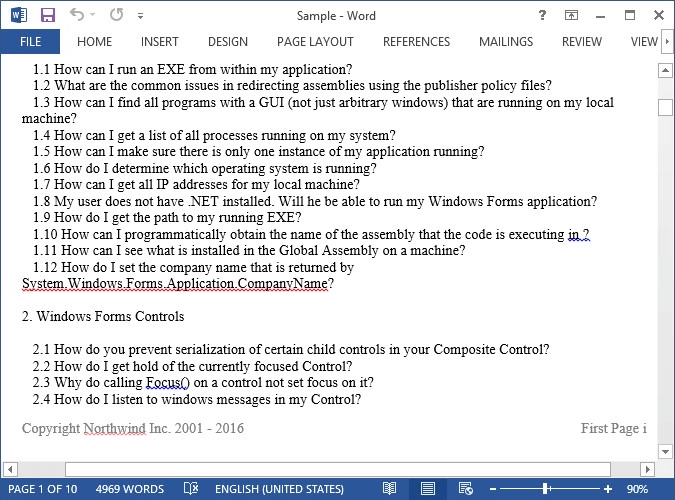 Sample - Word
FILE HOME INSERT DESIGN PAGE LAYOUT REFERENCES MAILINGS REVIEW VIEW
1.1 How can I run an EXE from within my application?
1.2 What are the common issues in redirecting assemblies using the publisher policy files?
1.3 How can I find all programs with a GUI (not just arbitrary windows) that are running on my local
machine?
1.4 How can I get a list of all processes running on my system?
1.5 How can I make sure there is only one instance of my application running?
1.6 How do I determine which operating system is running?
1.7 How can I get all IP addresses for my local machine?
1.8 My user does not have .NET installed. Will he be able to run my Windows Forms application?
1.9 How do I get the path to my running EXE?
1.10 How can I programmatically obtain the name of the assembly that the code is executing in ?
1.11 How can I see what is installed in the Global Assembly on a machine?
1.12 How do I set the company name that is returned by
System.Windows.Forms.Application.CompanyName?
2. Windows Forms Controls
2.1 How do you prevent serialization of certain child controls in your Composite Control?
2.2 How do I get hold of the currently focused Control?
2.3 Why do calling Focus() on a control not set focus on it?
2.4 How do I listen to windows messages in my Control?
Copyright Northwind Inc. 2001 - 2016 First Page i
PAGE 1 OF 10 4969 WORDS ENGLISH (UNITED STATES) 90%